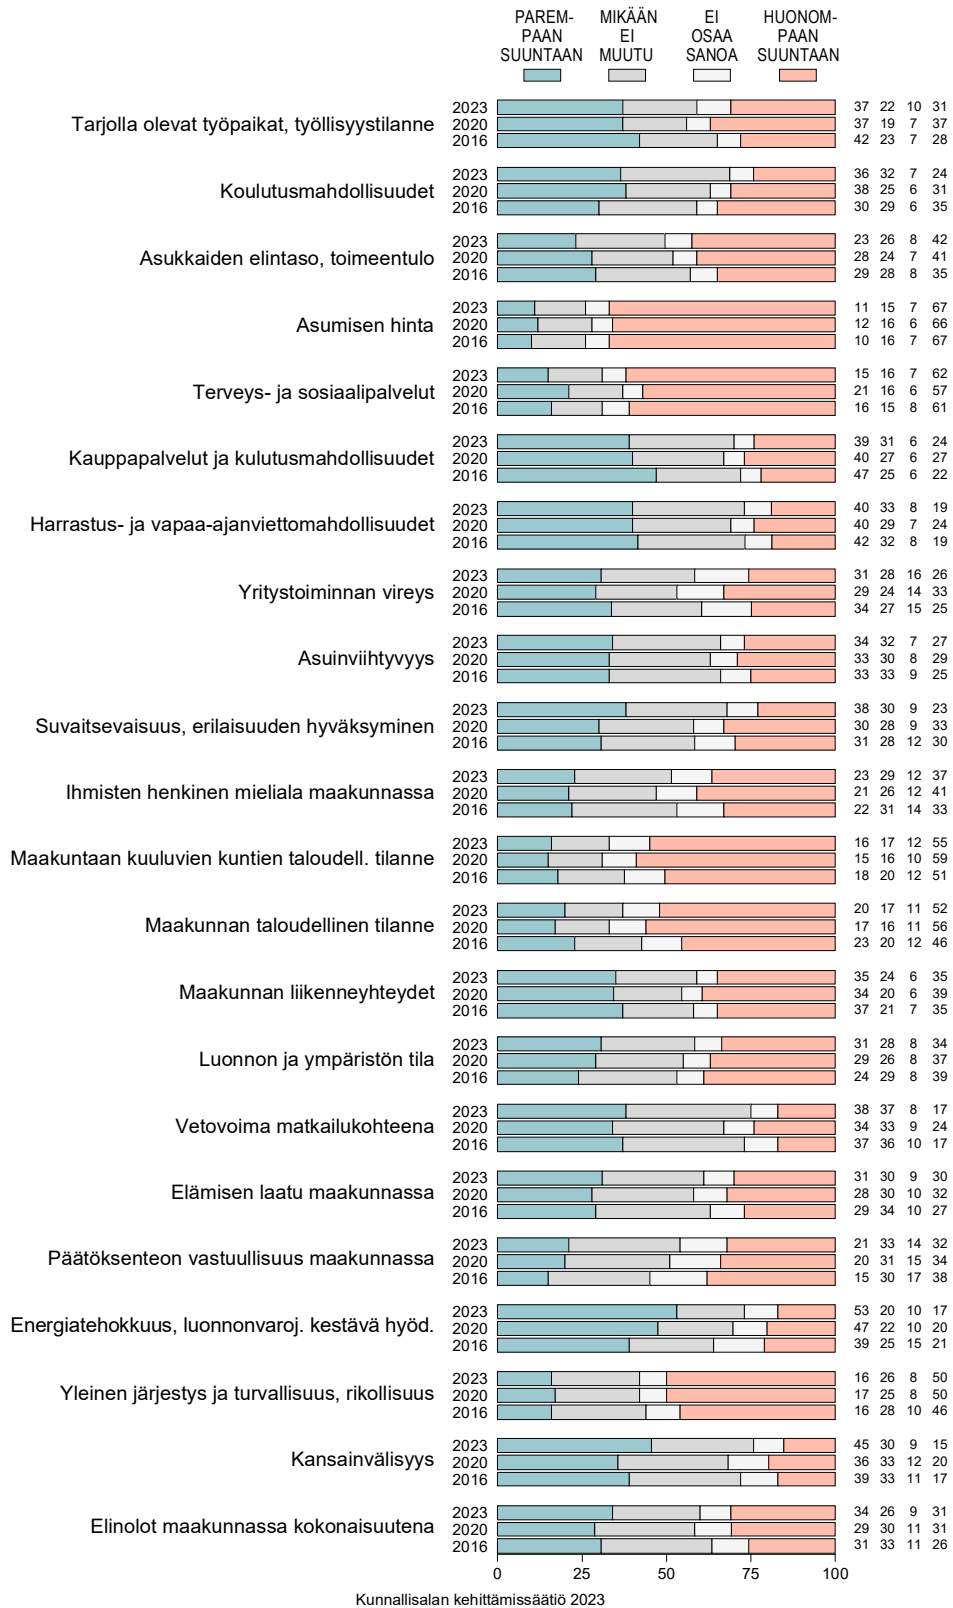 PAREM-
PAAN
SUUNTAAN
MIKÄÄN
EI
MUUTU
EI
OSAA
SANOA
HUONOM-
PAAN
SUUNTAAN
Tarjolla olevat työpaikat, työllisyystilanne
2023 37 22 10 31
2020 37 19 7 37
2016 42 23 7 28
Koulutusmahdollisuudet
2023 36 32 7 24
2020 38 25 6 31
2016 30 29 6 35
Asukkaiden elintaso, toimeentulo
2023 23 26 8 42
2020 28 24 7 41
2016 29 28 8 35
Asumisen hinta
2023 11 15 7 67
2020 12 16 6 66
2016 10 16 7 67
Terveys- ja sosiaalipalvelut
2023 15 16 7 62
2020 21 16 6 57
2016 16 15 8 61
Kauppapalvelut ja kulutusmahdollisuudet
2023 39 31 6 24
2020 40 27 6 27
2016 47 25 6 22
Harrastus- ja vapaa-ajanviettomahdollisuudet
2023 40 33 8 19
2020 40 29 7 24
2016 42 32 8 19
Yritystoiminnan vireys
2023 31 28 16 26
2020 29 24 14 33
2016 34 27 15 25
Asuinviihtyvyys
2023 34 32 7 27
2020 33 30 8 29
2016 33 33 9 25
Suvaitsevaisuus, erilaisuuden hyväksyminen
2023 38 30 9 23
2020 30 28 9 33
2016 31 28 12 30
Ihmisten henkinen mieliala maakunnassa
2023 23 29 12 37
2020 21 26 12 41
2016 22 31 14 33
Maakuntaan kuuluvien kuntien taloudell. tilanne
2023 16 17 12 55
2020 15 16 10 59
2016 18 20 12 51
Maakunnan taloudellinen tilanne
2023 20 17 11 52
2020 17 16 11 56
2016 23 20 12 46
Maakunnan liikenneyhteydet
2023 35 24 6 35
2020 34 20 6 39
2016 37 21 7 35
Luonnon ja ympäristön tila
2023 31 28 8 34
2020 29 26 8 37
2016 24 29 8 39
Vetovoima matkailukohteena
2023 38 37 8 17
2020 34 33 9 24
2016 37 36 10 17
Elämisen laatu maakunnassa
2023 31 30 9 30
2020 28 30 10 32
2016 29 34 10 27
Päätöksenteon vastuullisuus maakunnassa
2023 21 33 14 32
2020 20 31 15 34
2016 15 30 17 38
Energiatehokkuus, luonnonvaroj. kestävä hyöd.
2023 53 20 10 17
2020 47 22 10 20
2016 39 25 15 21
Yleinen järjestys ja turvallisuus, rikollisuus
2023 16 26 8 50
2020 17 25 8 50
2016 16 28 10 46
Kansainvälisyys
2023 45 30 9 15
2020 36 33 12 20
2016 39 33 11 17
Elinolot maakunnassa kokonaisuutena
2023 34 26 9 31
2020 29 30 11 31
2016 31 33 11 26
0 25 50 75 100
Kunnallisalan kehittämissäätiö 2023